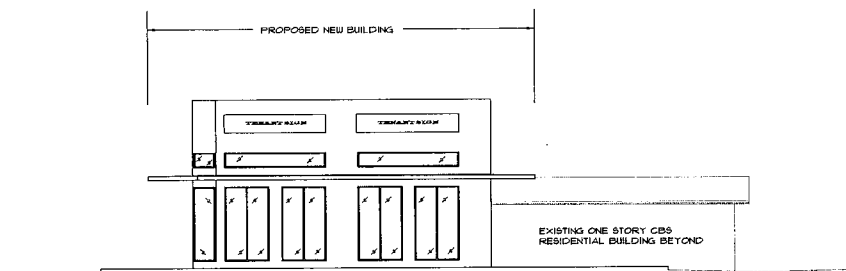 PROPOSED NEW BUILDING
TENANT SIGN TENANT SIGN
EXISTING ONE STORY CBS
RESIDENTIAL BUILDING BEYOND